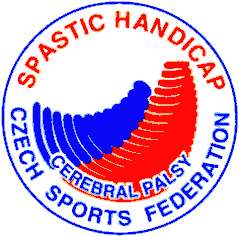 SPASTIC HANDICAP
CEREBRAL PALSY
CZECH SPORTS FEDERATION